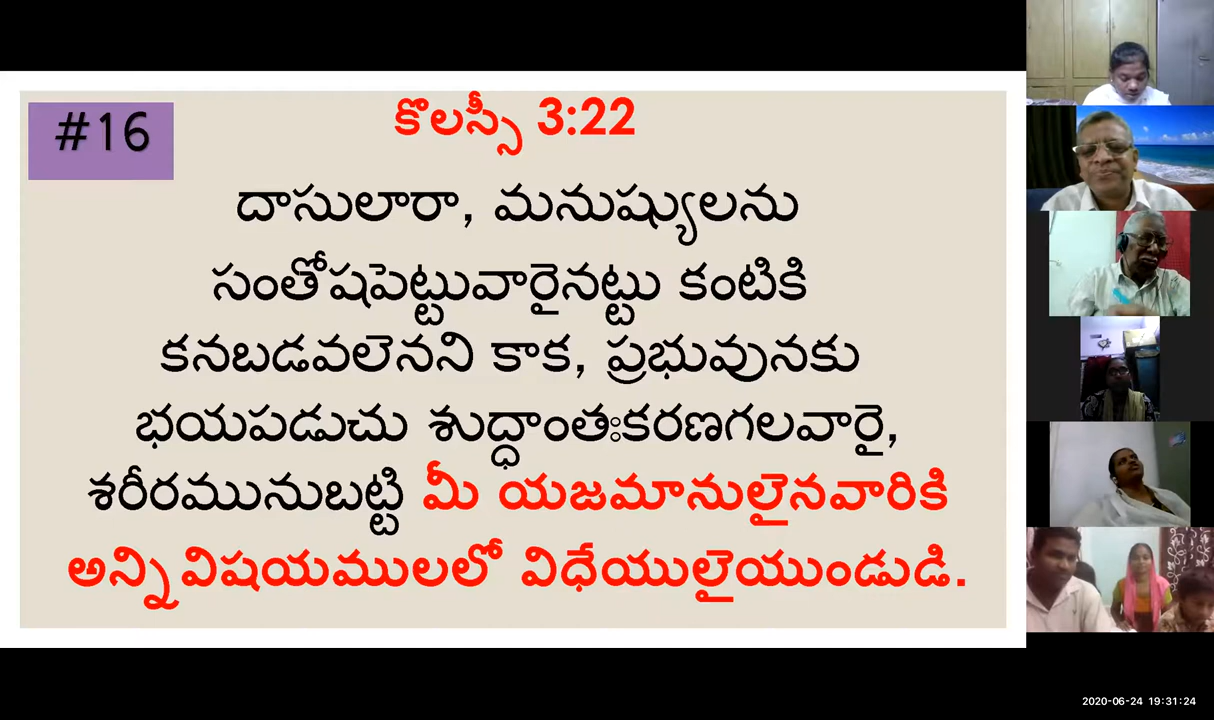 #16
కొలస్సీ 3:22
దాసులారా, మనుష్యులను
సంతోషపెట్టువారైనట్టు కంటికి
కనబడవలెనని కాక, ప్రభువునకు
భయపడుచు శుద్ధాంతఃకరణగలవారై,
శరీరమునుబట్టి మీ యజమానులైనవారికి
అన్నివిషయములలో విధేయులైయుండుడి.
2020-06-24 19:31:24